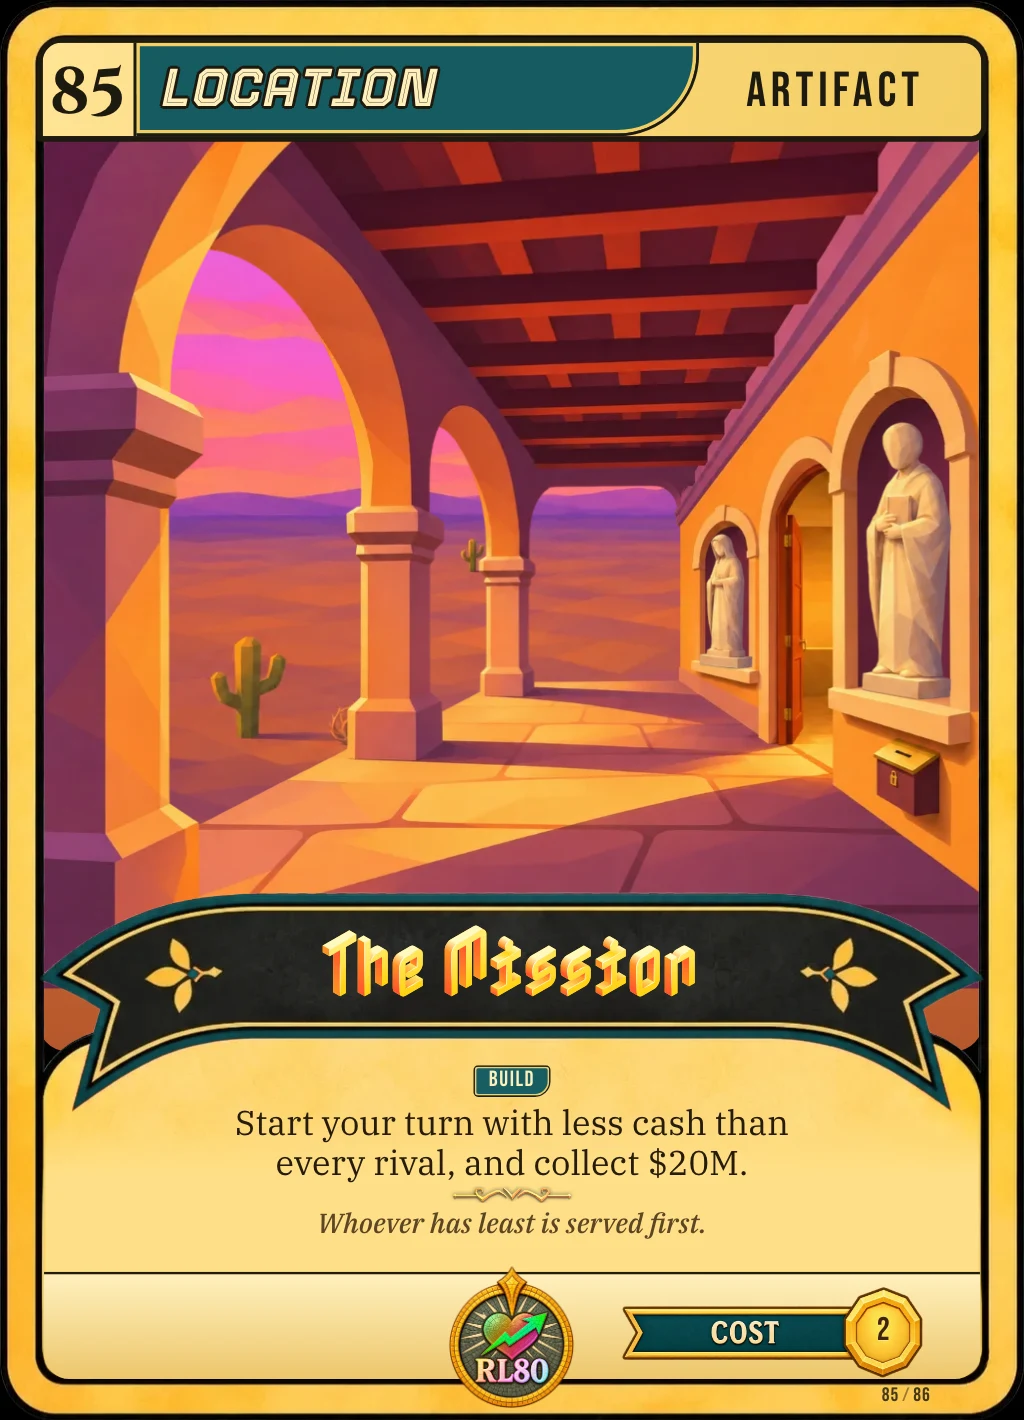 85 LOCATION ARTIFACT
The Mission
BUILD
Start your turn with less cash than
every rival, and collect $20M.
Whoever has least is served first.
RL80
COST 2
85 / 86